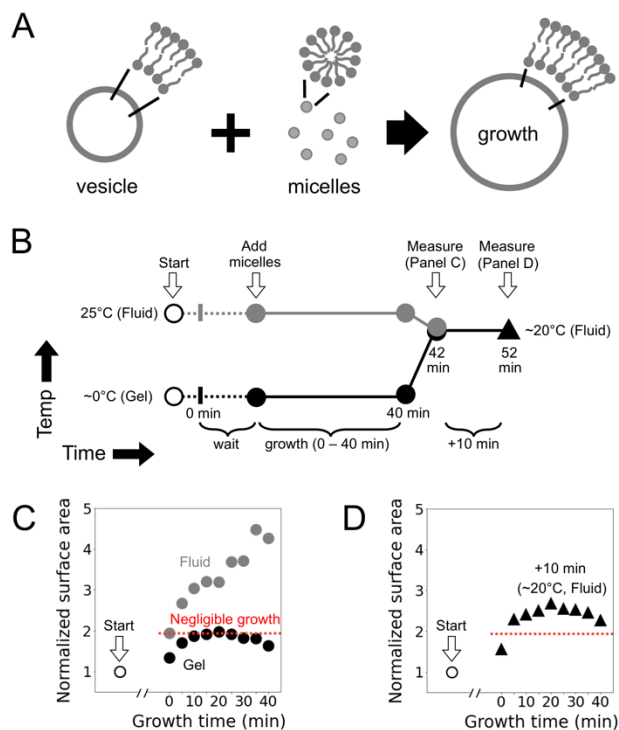 A
vesicle
micelles
growth
B
Start
Add
micelles
Measure
(Panel C)
Measure
(Panel D)
25°C (Fluid)
~20°C (Fluid)
42
min
52
min
~0°C (Gel)
0 min
40 min
Temp
Time
wait
growth (0 – 40 min)
+10 min
C
Normalized surface area
5
4
3
2
1
Fluid
Negligible growth
Start
Gel
0 10 20 30 40
Growth time (min)
D
Normalized surface area
5
4
3
2
1
+10 min
(~20°C, Fluid)
Start
0 10 20 30 40
Growth time (min)